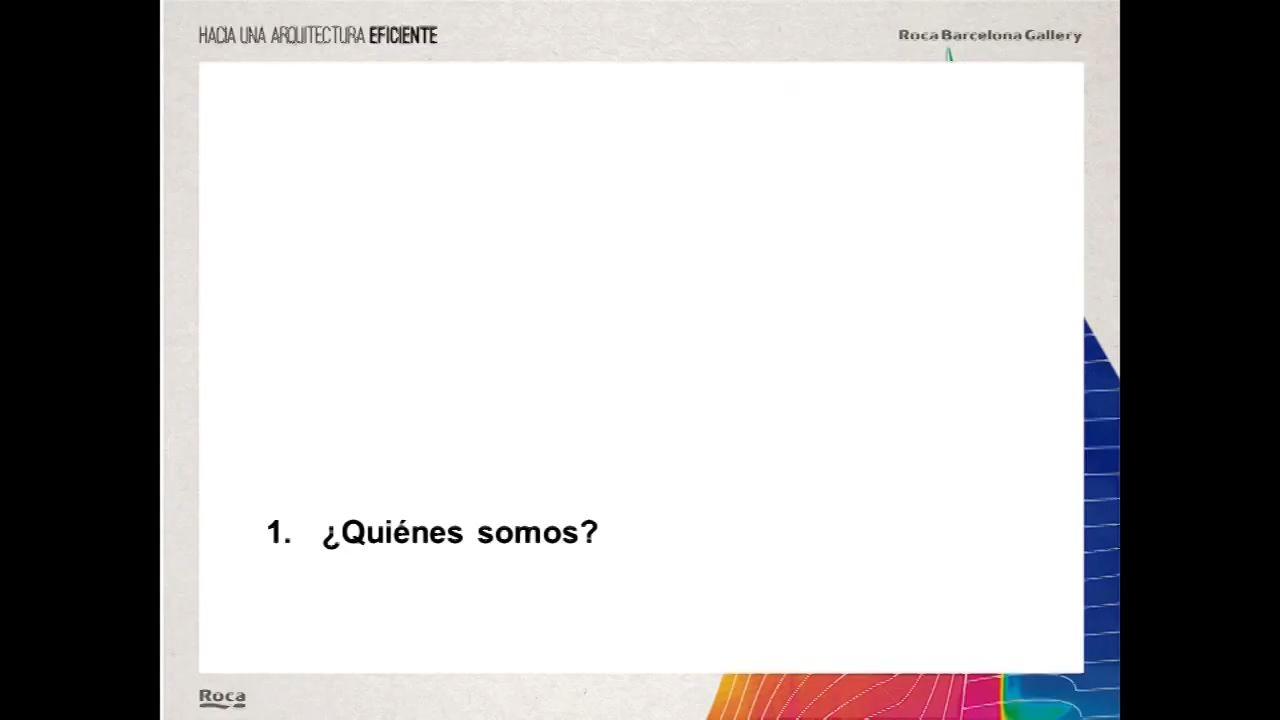 HACIA UNA ARQUITECTURA EFICIENTE
Roca Barcelona Gallery
1. ¿Quiénes somos?
Roca